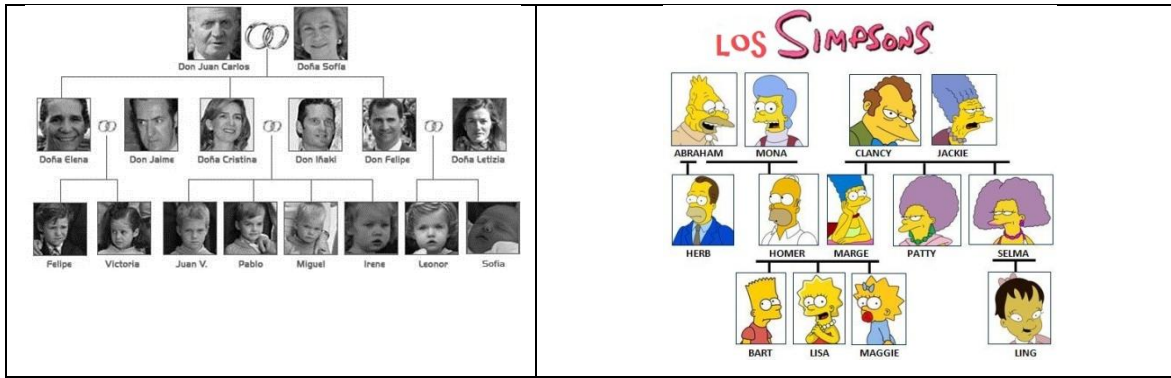 Don Juan Carlos Doña Sofía
Doña Elena Don Jaime Doña Cristina Don Iñaki Don Felipe Doña Letizia
Felipe Victoria Juan V. Pablo Miguel Irene Leonor Sofía
LOS SIMPSONS
ABRAHAM MONA CLANCY JACKIE
HERB HOMER MARGE PATTY SELMA
BART LISA MAGGIE LING